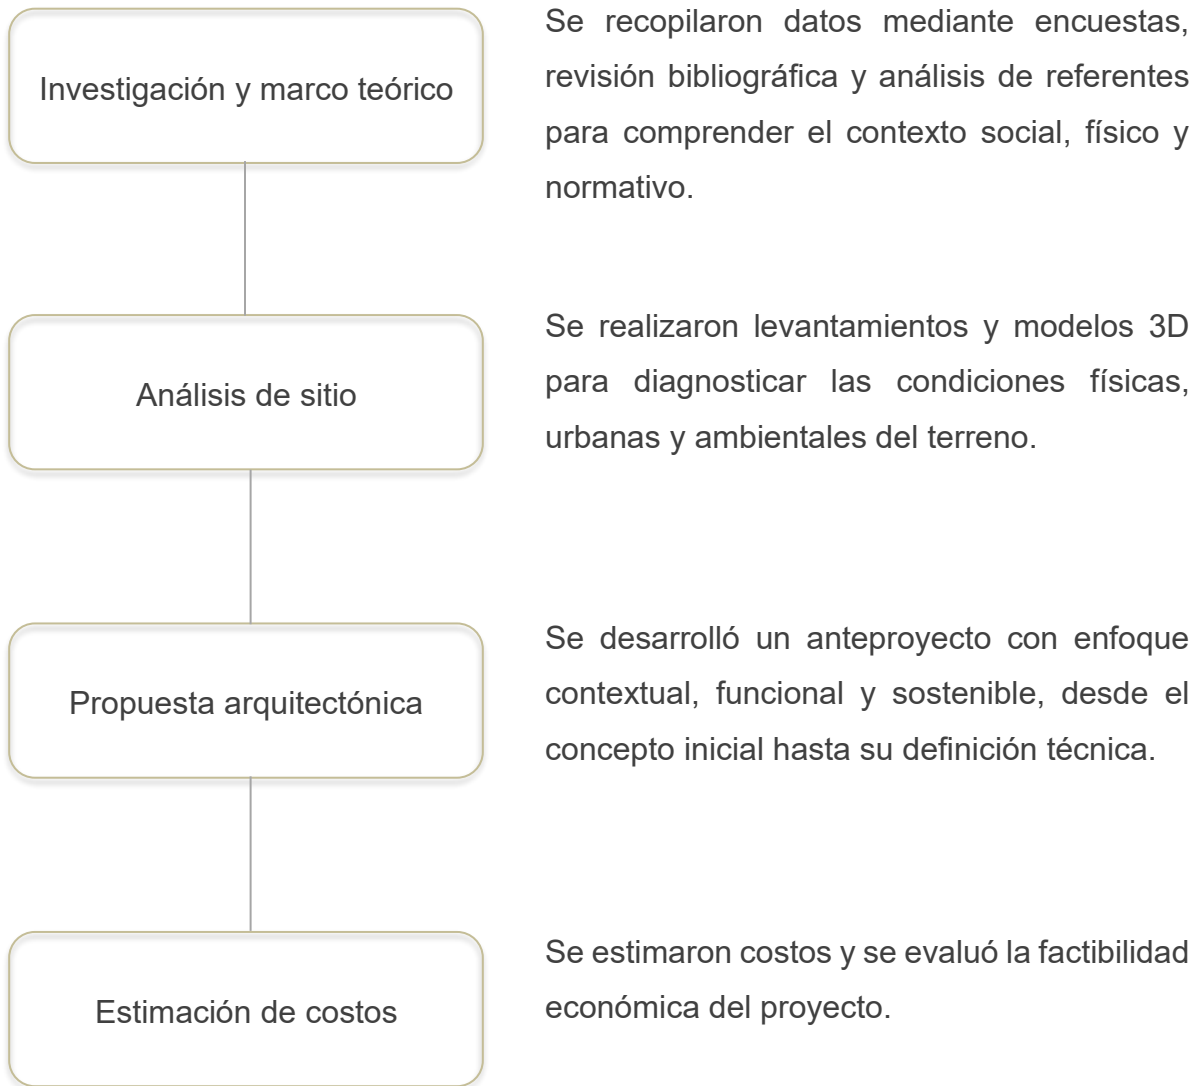 Investigación y marco teórico
Se recopilaron datos mediante encuestas,
revisión bibliográfica y análisis de referentes
para comprender el contexto social, físico y
normativo.
Análisis de sitio
Se realizaron levantamientos y modelos 3D
para diagnosticar las condiciones físicas,
urbanas y ambientales del terreno.
Propuesta arquitectónica
Se desarrolló un anteproyecto con enfoque
contextual, funcional y sostenible, desde el
concepto inicial hasta su definición técnica.
Estimación de costos
Se estimaron costos y se evaluó la factibilidad
económica del proyecto.